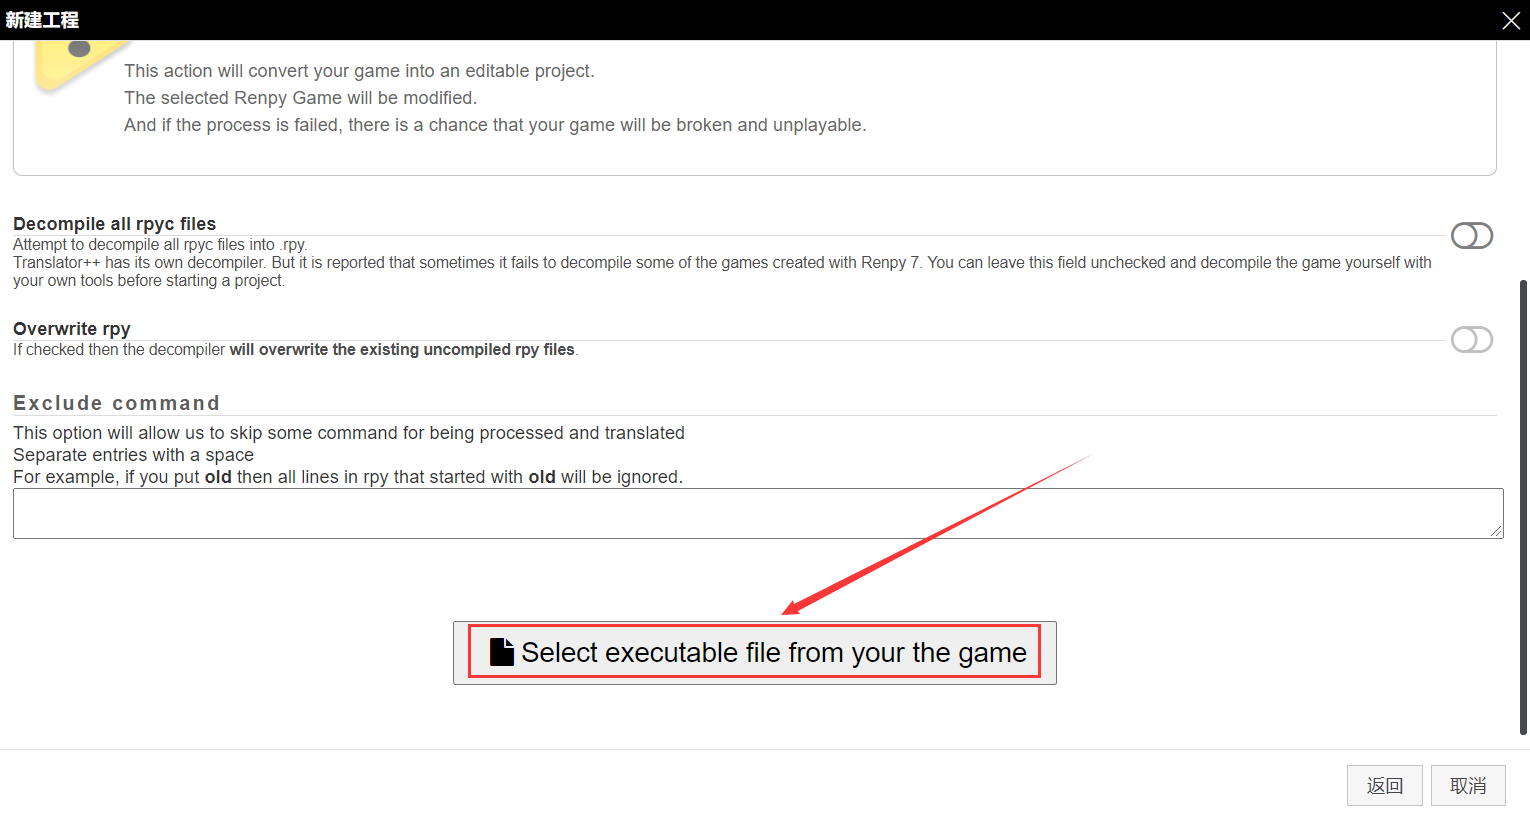 新建工程
This action will convert your game into an editable project.
The selected Renpy Game will be modified.
And if the process is failed, there is a chance that your game will be broken and unplayable.
Decompile all rpyc files
Attempt to decompile all rpyc files into .rpy.
Translator++ has its own decompiler. But it is reported that sometimes it fails to decompile some of the games created with Renpy 7. You can leave this field unchecked and decompile the game yourself with
your own tools before starting a project.
Overwrite rpy
If checked then the decompiler will overwrite the existing uncompiled rpy files.
Exclude command
This option will allow us to skip some command for being processed and translated
Separate entries with a space
For example, if you put old then all lines in rpy that started with old will be ignored.
Select executable file from your the game
返回
取消